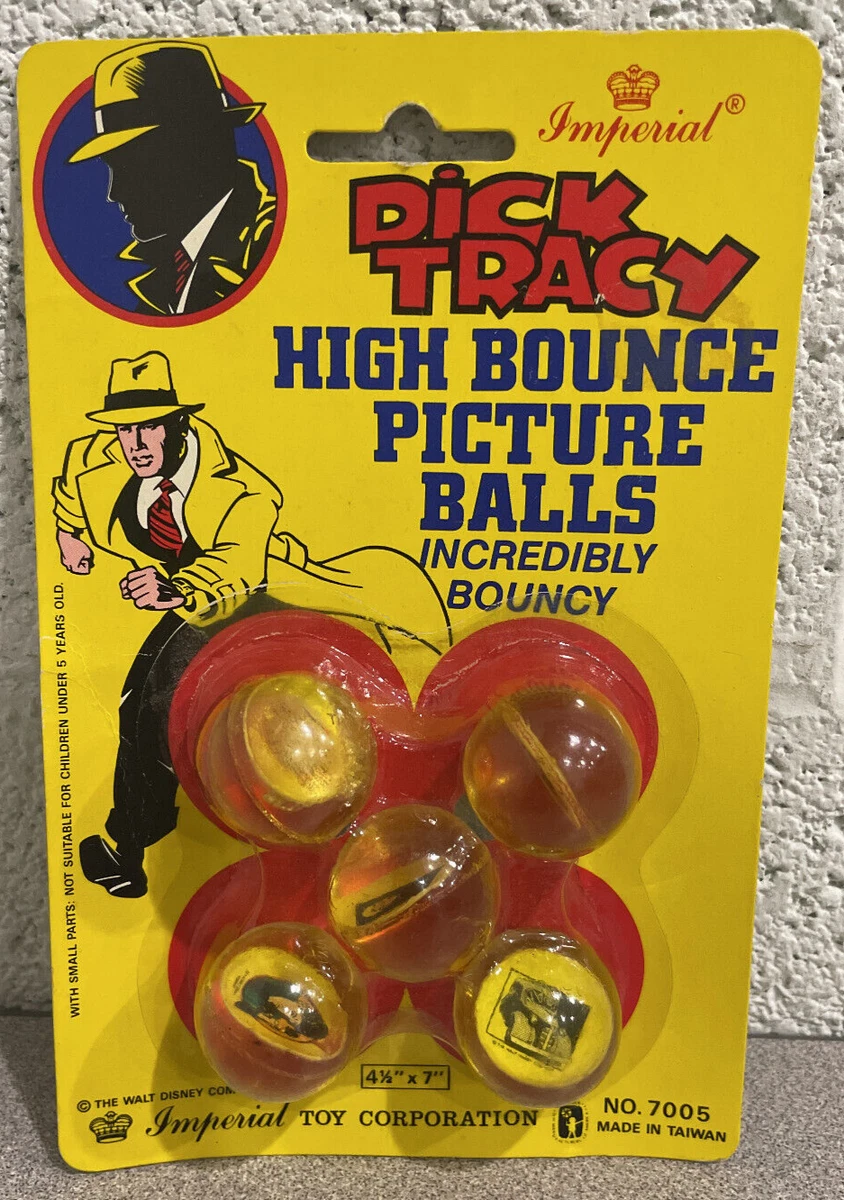 Imperial®
DiCK
TRACY
HIGH BOUNCE
PICTURE
BALLS
INCREDIBLY
BOUNCY
WITH SMALL PARTS: NOT SUITABLE FOR CHILDREN UNDER 5 YEARS OLD.
4½" x 7"
© THE WALT DISNEY COM
Imperial TOY CORPORATION
NO. 7005
MADE IN TAIWAN